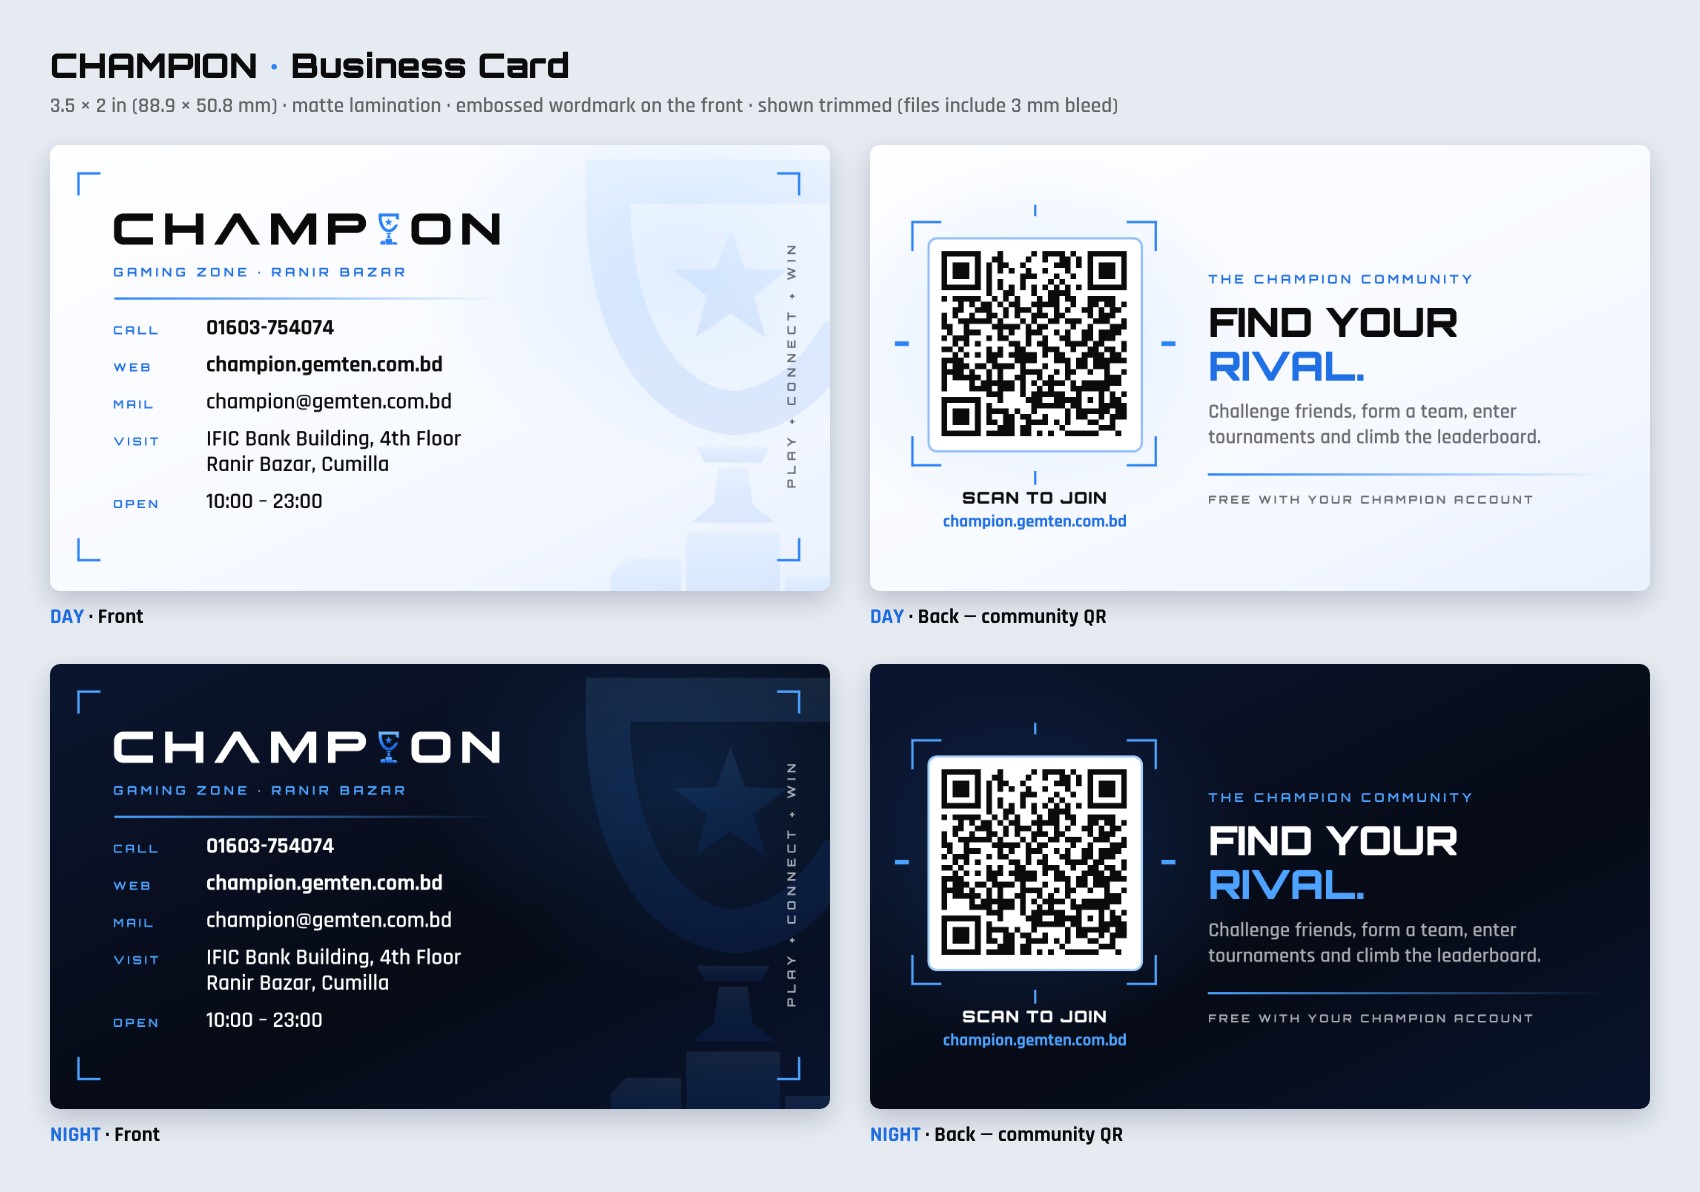 CHAMPION · Business Card
3.5 × 2 in (88.9 × 50.8 mm) · matte lamination · embossed wordmark on the front · shown trimmed (files include 3 mm bleed)
CHAMPION
GAMING ZONE · RANIR BAZAR
CALL 01603-754074
WEB champion.gemten.com.bd
MAIL champion@gemten.com.bd
VISIT IFIC Bank Building, 4th Floor
Ranir Bazar, Cumilla
OPEN 10:00 – 23:00
PLAY • CONNECT • WIN
DAY · Front
THE CHAMPION COMMUNITY
FIND YOUR
RIVAL.
Challenge friends, form a team, enter
tournaments and climb the leaderboard.
FREE WITH YOUR CHAMPION ACCOUNT
SCAN TO JOIN
champion.gemten.com.bd
DAY · Back — community QR
CHAMPION
GAMING ZONE · RANIR BAZAR
CALL 01603-754074
WEB champion.gemten.com.bd
MAIL champion@gemten.com.bd
VISIT IFIC Bank Building, 4th Floor
Ranir Bazar, Cumilla
OPEN 10:00 – 23:00
PLAY • CONNECT • WIN
NIGHT · Front
THE CHAMPION COMMUNITY
FIND YOUR
RIVAL.
Challenge friends, form a team, enter
tournaments and climb the leaderboard.
FREE WITH YOUR CHAMPION ACCOUNT
SCAN TO JOIN
champion.gemten.com.bd
NIGHT · Back — community QR